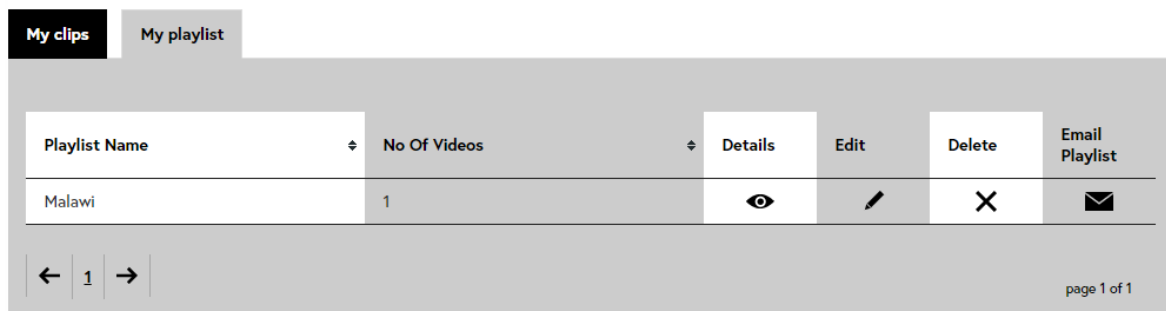 My clips My playlist
Playlist Name No Of Videos Details Edit Delete Email Playlist
Malawi 1
1
page 1 of 1